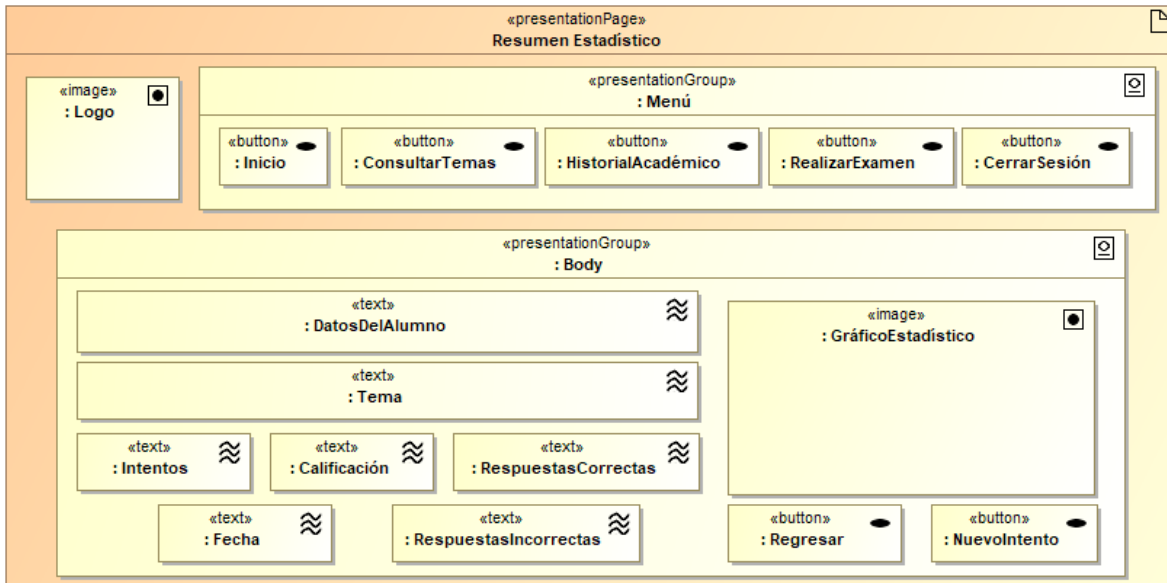 «presentationPage»
Resumen Estadístico
«image»
: Logo
«presentationGroup»
: Menú
«button»
: Inicio
«button»
: ConsultarTemas
«button»
: HistorialAcadémico
«button»
: RealizarExamen
«button»
: CerrarSesión
«presentationGroup»
: Body
«text»
: DatosDelAlumno
«text»
: Tema
«text»
: Intentos
«text»
: Calificación
«text»
: RespuestasCorrectas
«text»
: Fecha
«text»
: RespuestasIncorrectas
«image»
: GráficoEstadístico
«button»
: Regresar
«button»
: NuevoIntento